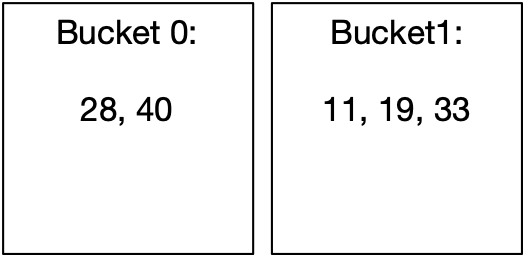 Bucket 0:
28, 40
Bucket1:
11, 19, 33